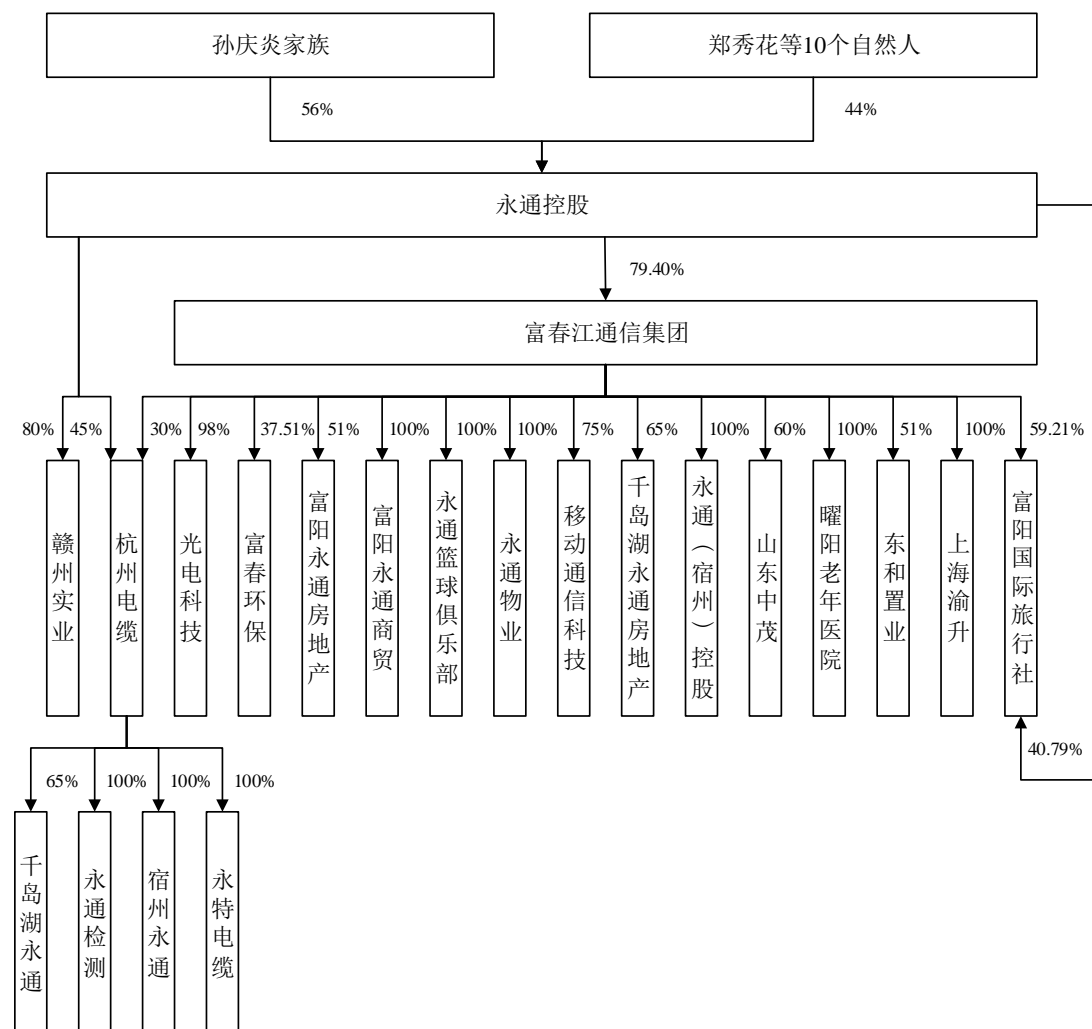 孙庆炎家族
郑秀花等10个自然人
56%
44%
永通控股
79.40%
富春江通信集团
80%
45%
30%
98%
37.51%
51%
100%
100%
100%
75%
65%
100%
60%
100%
51%
100%
59.21%
赣州实业
杭州电缆
光电科技
富春环保
富阳永通房地产
富阳永通商贸
永通篮球俱乐部
永通物业
移动通信科技
千岛湖永通房地产
永通（宿州）控股
山东中茂
曜阳老年医院
东和置业
上海渝升
富阳国际旅行社
40.79%
65%
100%
100%
100%
千岛湖永通
永通检测
宿州永通
永特电缆